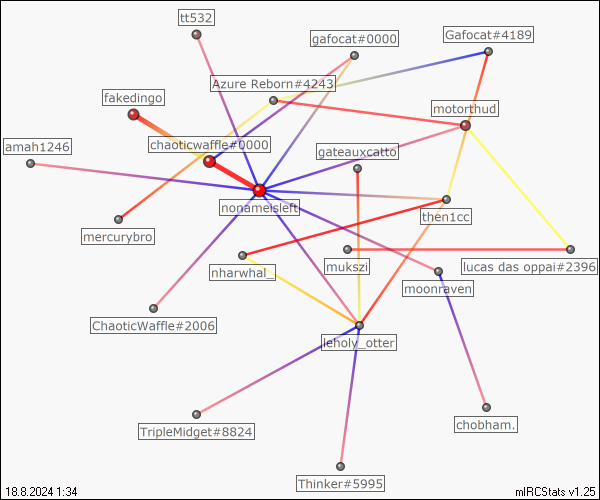 tt532
gafocat#0000
Gafocat#4189
Azure Reborn#4243
fakedingo
motorthud
chaoticwaffle#0000
amah1246
gateauxcatto
nonameisleft
then1cc
mercurybro
nharwhal_
mukszi
lucas das oppai#2396
moonraven
ChaoticWaffle#2006
leholy_otter
TripleMidget#8824
chobham.
Thinker#5995
18.8.2024 1:34
mIRCStats v1.25